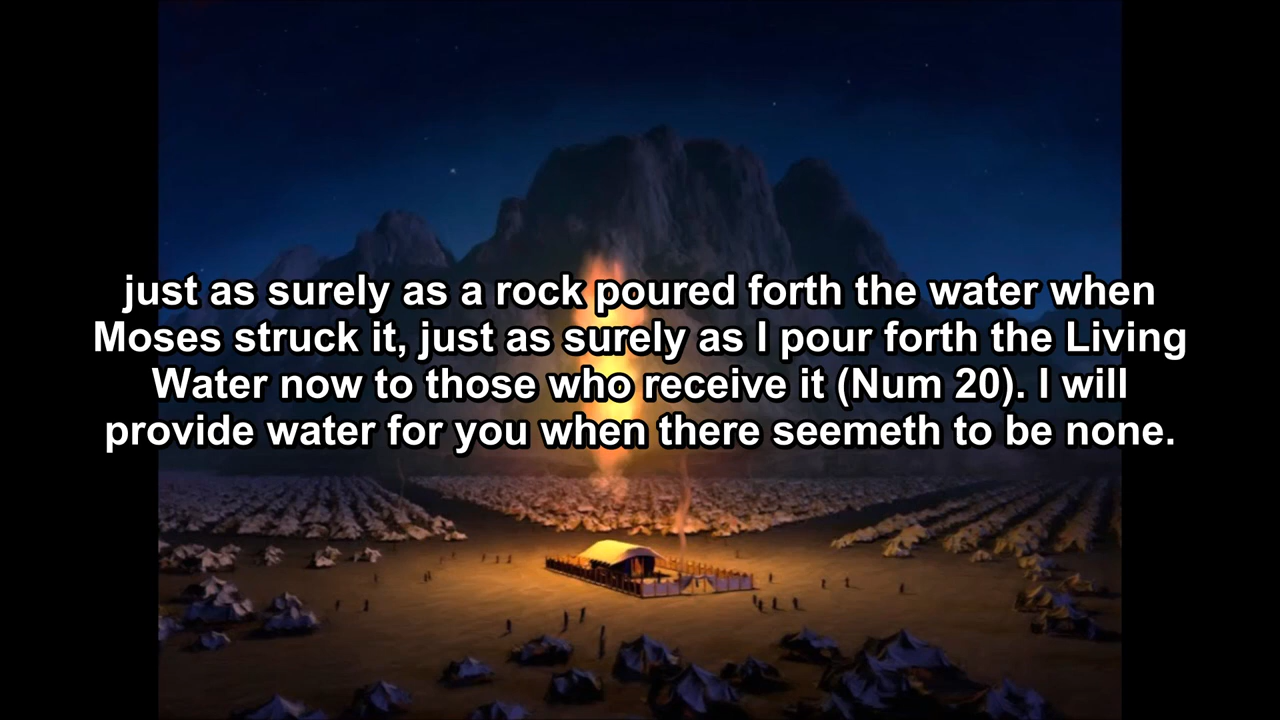 just as surely as a rock poured forth the water when
Moses struck it, just as surely as I pour forth the Living
Water now to those who receive it (Num 20). I will
provide water for you when there seemeth to be none.